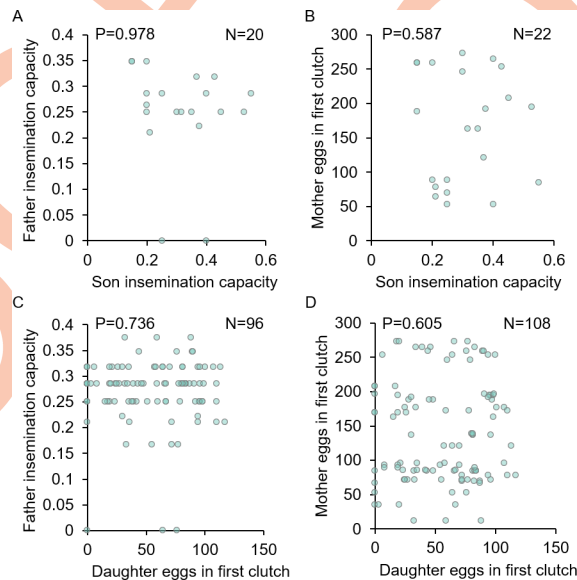 A
P=0.978 N=20
0.4
0.35
0.3
0.25
0.2
0.15
0.1
0.05
0
Father insemination capacity
0 0.2 0.4 0.6
Son insemination capacity
B
P=0.587 N=22
300
250
200
150
100
50
0
Mother eggs in first clutch
0 0.2 0.4 0.6
Son insemination capacity
C
P=0.736 N=96
0.4
0.35
0.3
0.25
0.2
0.15
0.1
0.05
0
Father insemination capacity
0 50 100 150
Daughter eggs in first clutch
D
P=0.605 N=108
300
250
200
150
100
50
0
Mother eggs in first clutch
0 50 100 150
Daughter eggs in first clutch